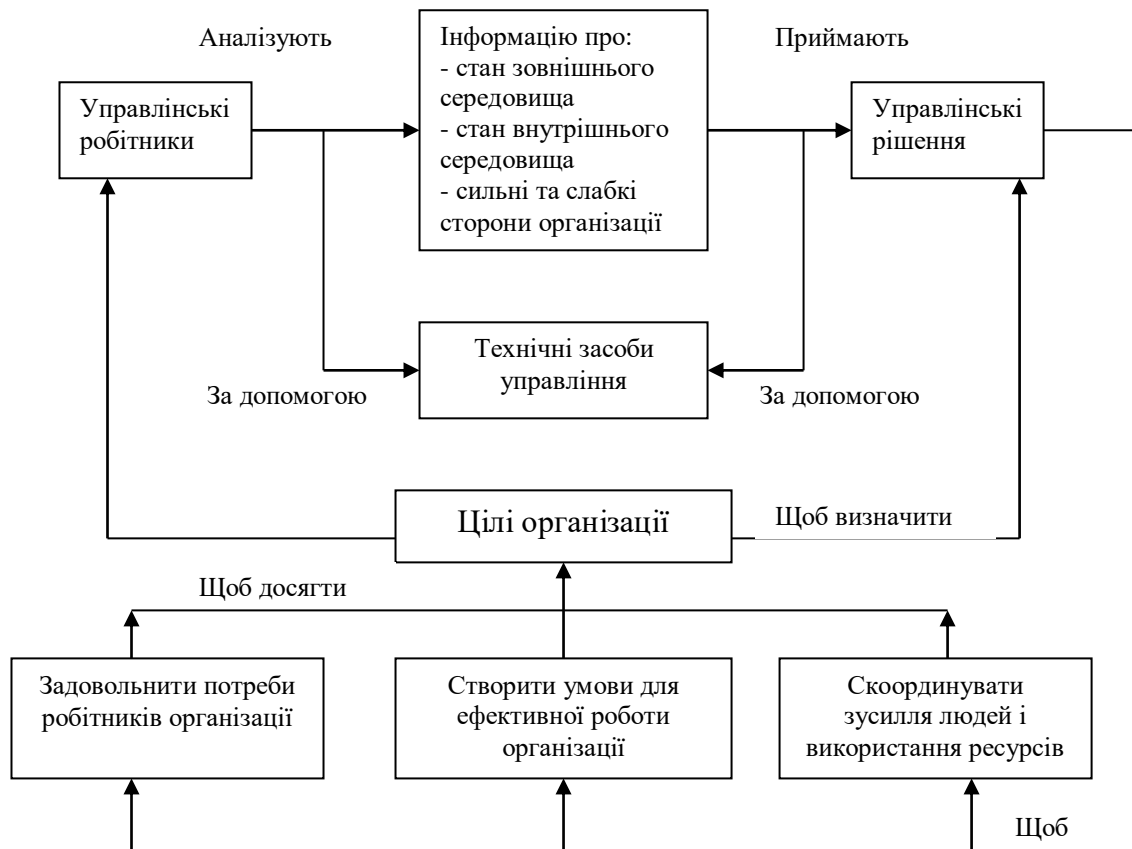 Аналізують
Інформацію про:
- стан зовнішнього
середовища
- стан внутрішнього
середовища
- сильні та слабкі
сторони організації
Приймають
Управлінські
робітники
Управлінські
рішення
Технічні засоби
управління
За допомогою
За допомогою
Цілі організації
Щоб визначити
Щоб досягти
Задовольнити потреби
робітників організації
Створити умови для
ефективної роботи
організації
Скоординувати
зусилля людей і
використання ресурсів
Щоб